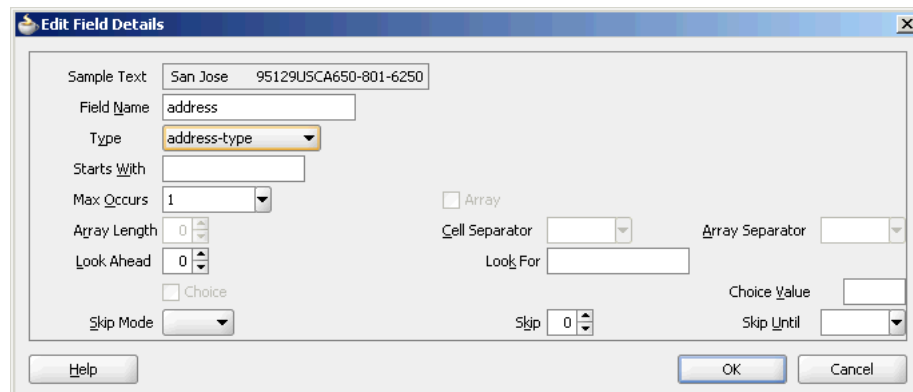 Edit Field Details
Sample Text San Jose 95129USCA650-801-6250
Field Name address
Type address-type
Starts With
Max Occurs 1 Array
Array Length 0 Cell Separator Array Separator
Look Ahead 0 Look For
Choice Choice Value
Skip Mode Skip 0 Skip Until
Help OK Cancel